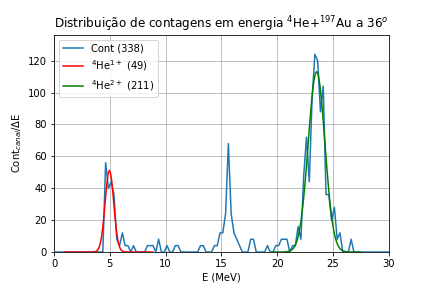 Distribuição de contagens em energia ⁴He+¹⁹⁷Au a 36º
Cont (338)
⁴He¹⁺ (49)
⁴He²⁺ (211)
Cont_canal/ΔE
120
100
80
60
40
20
0
0 5 10 15 20 25 30
E (MeV)